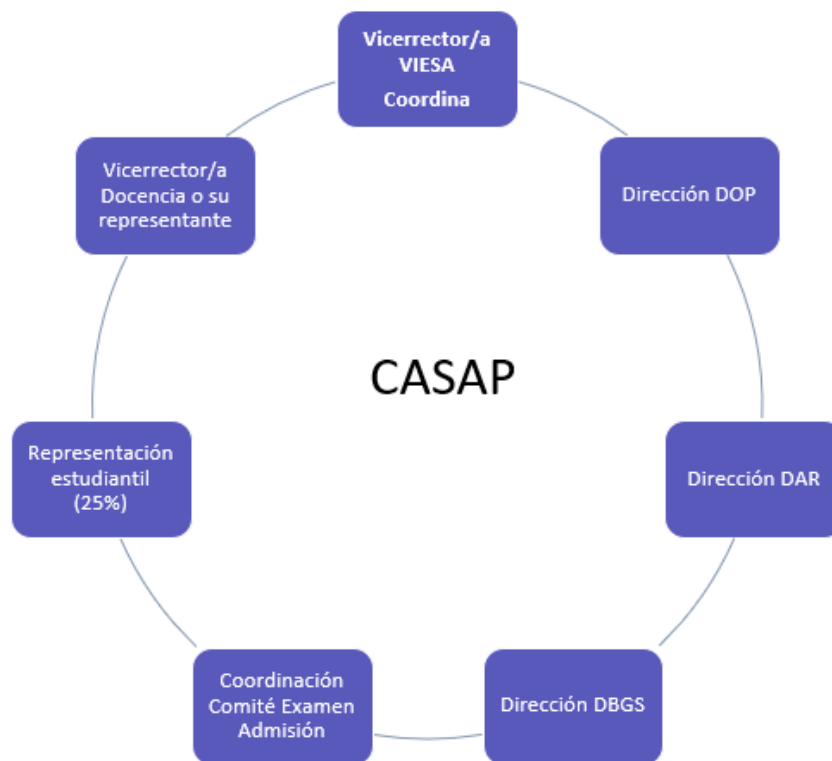 Vicerrector/a
VIESA
Coordina
Dirección DOP
Dirección DAR
Dirección DBGS
Coordinación
Comité Examen
Admisión
Representación
estudiantil
(25%)
Vicerrector/a
Docencia o su
representante
CASAP